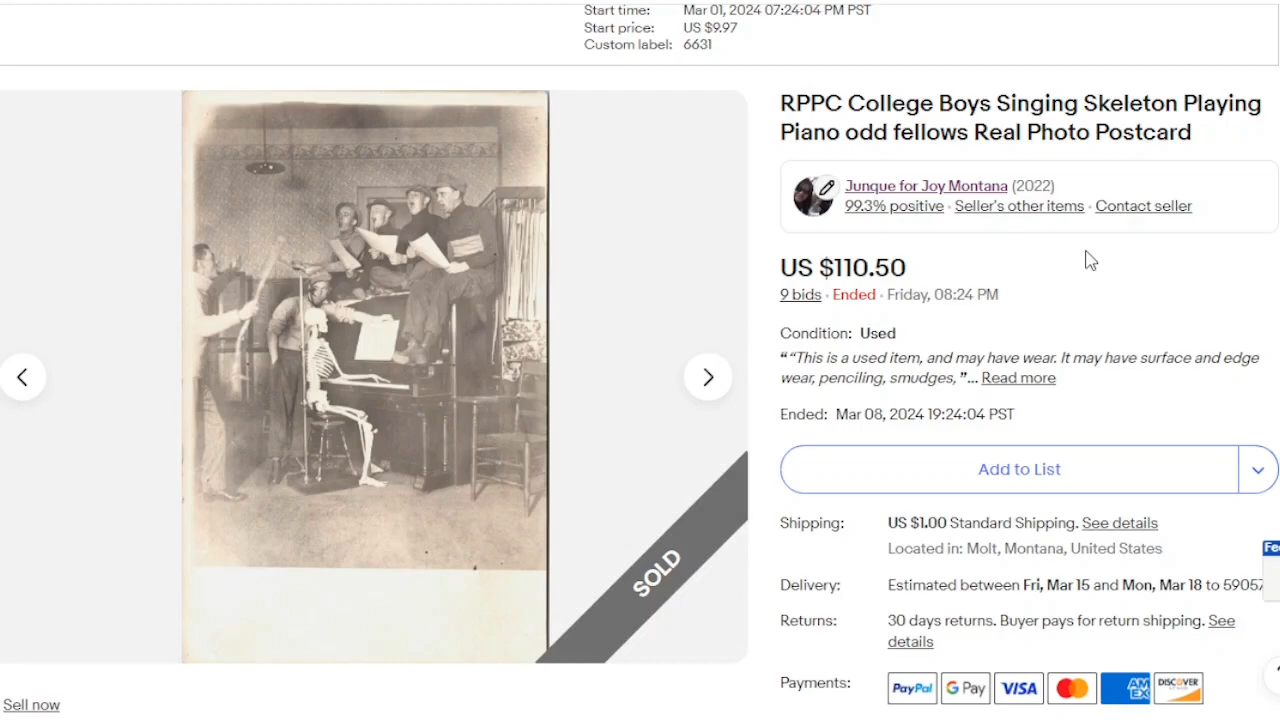 Start time: Mar 01, 2024 07:24:04 PM PST
Start price: US $9.97
Custom label: 6631
RPPC College Boys Singing Skeleton Playing
Piano odd fellows Real Photo Postcard
Junque for Joy Montana (2022)
99.3% positive · Seller's other items · Contact seller
US $110.50
9 bids · Ended · Friday, 08:24 PM
Condition: Used
“ “This is a used item, and may have wear. It may have surface and edge
wear, penciling, smudges, ”... Read more
Ended: Mar 08, 2024 19:24:04 PST
Add to List
Shipping: US $1.00 Standard Shipping. See details
Located in: Molt, Montana, United States
Delivery: Estimated between Fri, Mar 15 and Mon, Mar 18 to 59057
Returns: 30 days returns. Buyer pays for return shipping. See
details
Payments: PayPal G Pay VISA AM EX DISCOVER
SOLD
Sell now